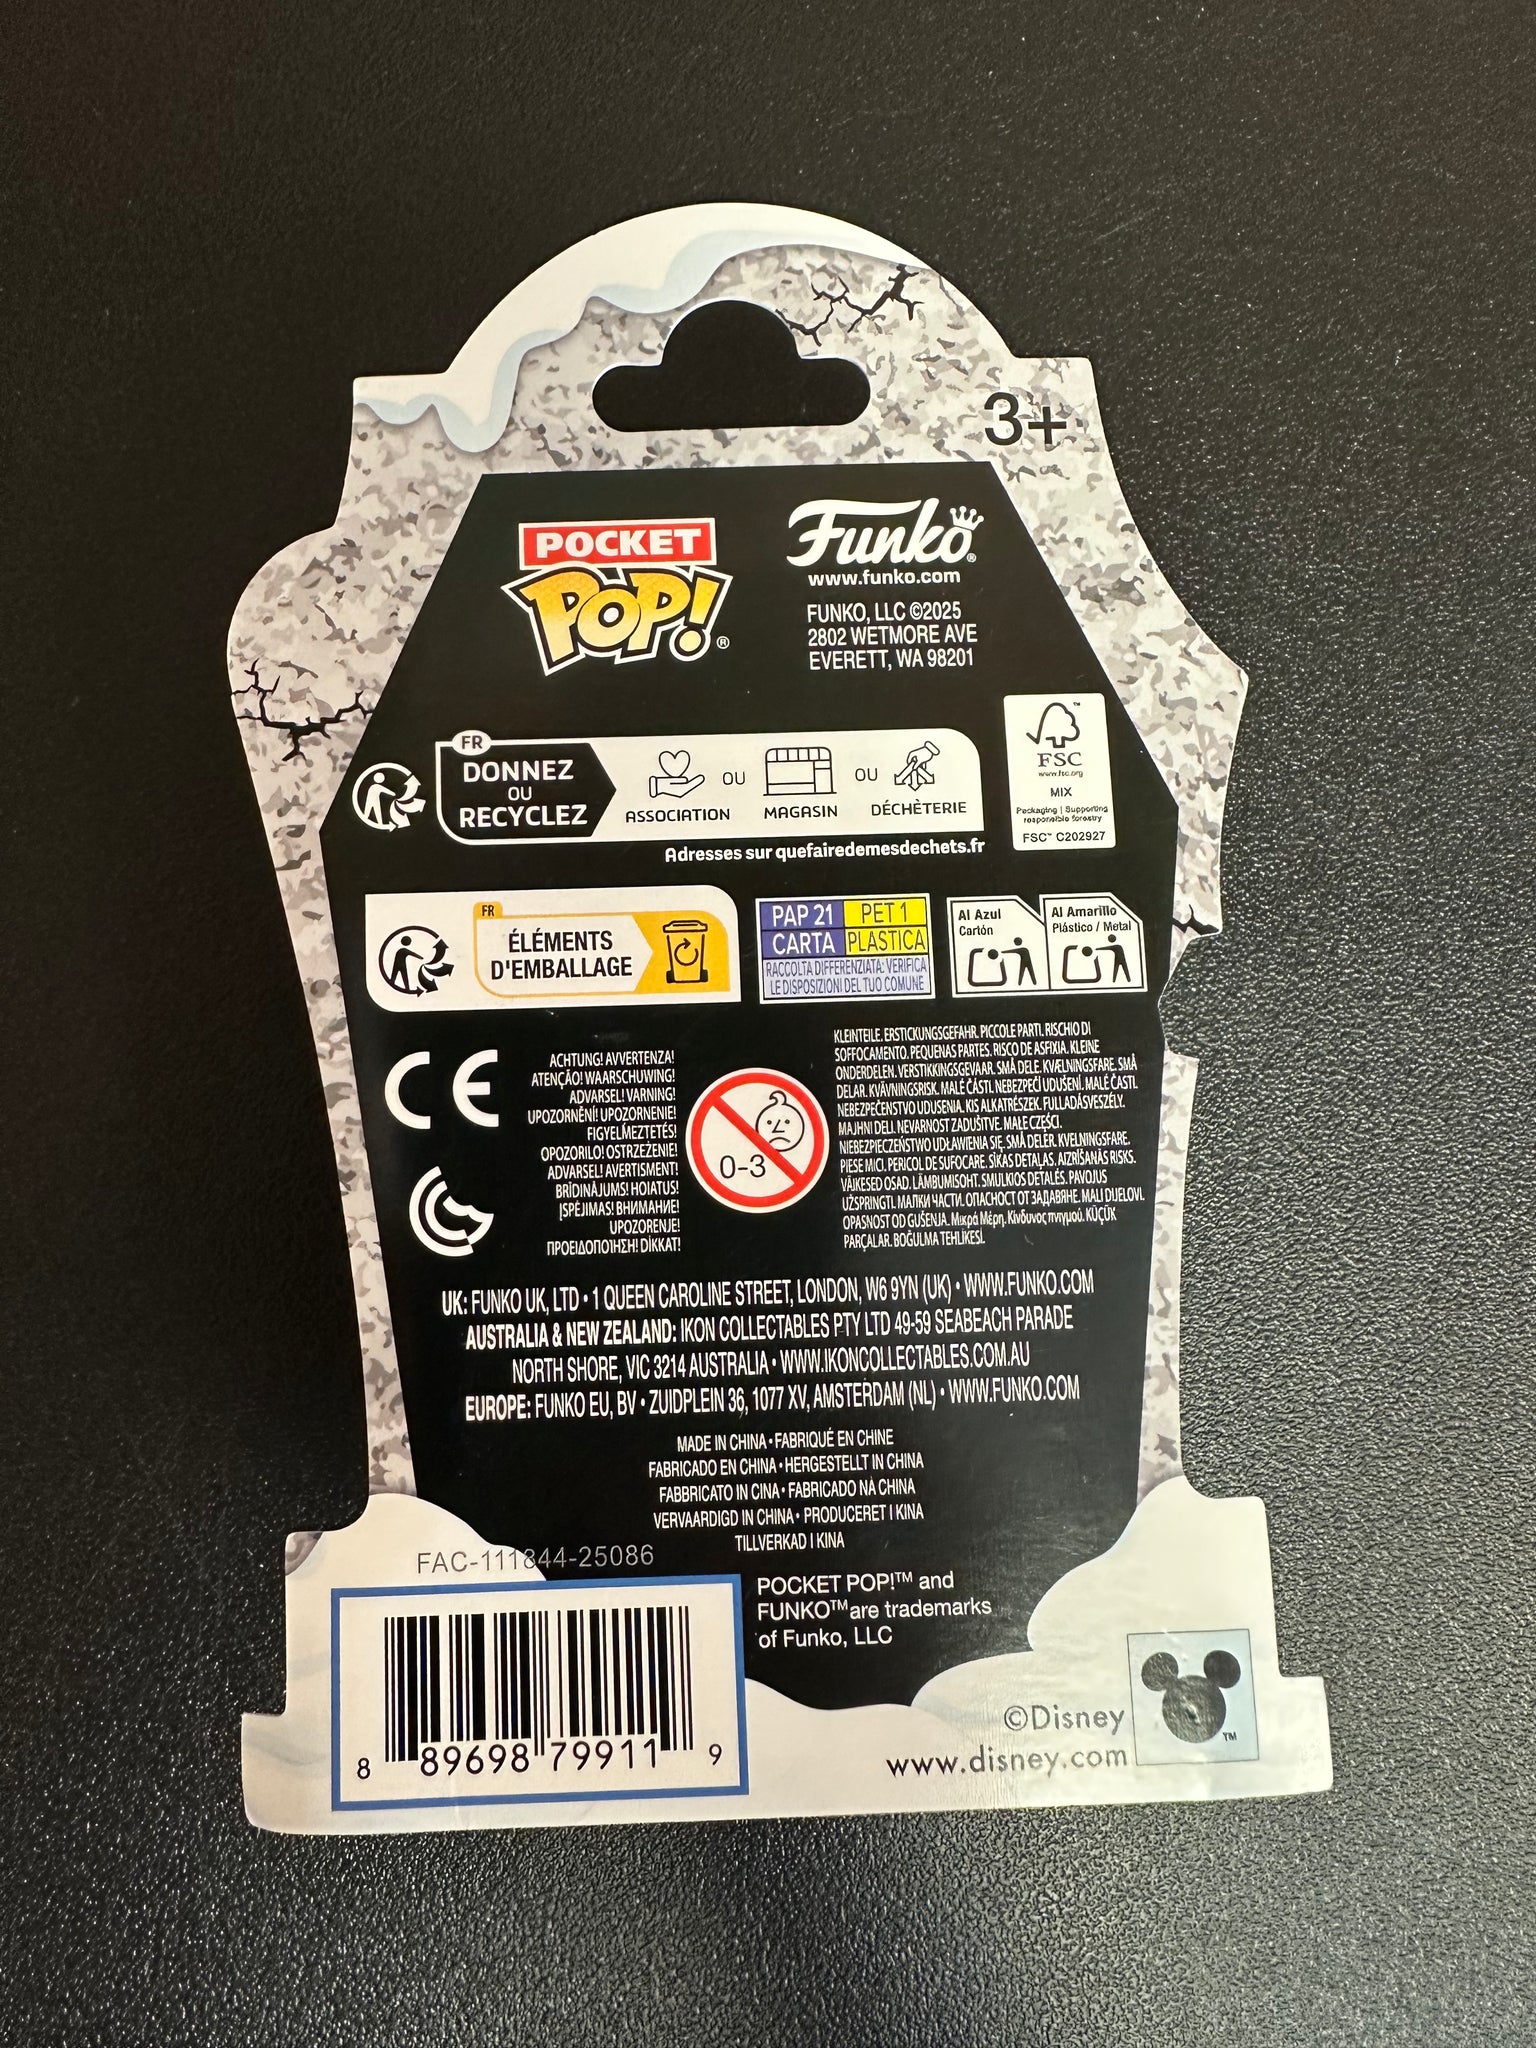 3+
POCKET
POP!®
Funko®
www.funko.com
FUNKO, LLC ©2025
2802 WETMORE AVE
EVERETT, WA 98201
FR
DONNEZ
OU
RECYCLEZ
ASSOCIATION
OU
MAGASIN
OU
DÉCHÈTERIE
Adresses sur quefairedemesdechets.fr
FSC
www.fsc.org
MIX
Packaging | Supporting
responsible forestry
FSC™ C202927
FR
ÉLÉMENTS
D'EMBALLAGE
PAP 21
PET 1
CARTA
PLASTICA
RACCOLTA DIFFERENZIATA: VERIFICA
LE DISPOSIZIONI DEL TUO COMUNE
Al Azul
Cartón
Al Amarillo
Plástico / Metal
CE
ACHTUNG! AVVERTENZA!
ATENÇÃO! WAARSCHUWING!
ADVARSEL! VARNING!
UPOZORNĚNÍ! UPOZORNENIE!
FIGYELMEZTETÉS!
OPOZORILO! OSTRZEŻENIE!
ADVARSEL! AVERTISMENT!
BRĪDINĀJUMS! HOIATUS!
ĮSPĖJIMAS! ВНИМАНИЕ!
UPOZORENJE!
ΠΡΟΕΙΔΟΠΟΙΗΣΗ! DİKKAT!
0-3
KLEINTEILE. ERSTICKUNGSGEFAHR. PICCOLE PARTI. RISCHIO DI
SOFFOCAMENTO. PEQUENAS PARTES. RISCO DE ASFIXIA. KLEINE
ONDERDELEN. VERSTIKKINGSGEVAAR. SMÅ DELE. KVÆLNINGSFARE. SMÅ
DELAR. KVÄVNINGSRISK. MALÉ ČÁSTI. NEBEZPEČÍ UDUŠENÍ. MALÉ ČASTI.
NEBEZPEČENSTVO UDUSENIA. KIS ALKATRÉSZEK. FULLADÁSVESZÉLY.
MAJHNI DELI. NEVARNOST ZADUŠITVE. MAŁE CZĘŚCI.
NIEBEZPIECZEŃSTWO UDŁAWIENIA SIĘ. SMÅ DELER. KVELNINGSFARE.
PIESE MICI. PERICOL DE SUFOCARE. SĪKAS DETAĻAS. AIZRĪŠANĀS RISKS.
VÄIKESED OSAD. LÄMBUMISOHT. SMULKIOS DETALĖS. PAVOJUS
UŽSPRINGTI. МАЛКИ ЧАСТИ. ОПАСНОСТ ОТ ЗАДАВЯНЕ. MALI DIJELOVI.
OPASNOST OD GUŠENJA. Μικρά Μέρη. Κίνδυνος πνιγμού. KÜÇÜK
PARÇALAR. BOĞULMA TEHLİKESİ.
UK: FUNKO UK, LTD • 1 QUEEN CAROLINE STREET, LONDON, W6 9YN (UK) • WWW.FUNKO.COM
AUSTRALIA & NEW ZEALAND: IKON COLLECTABLES PTY LTD 49-59 SEABEACH PARADE
NORTH SHORE, VIC 3214 AUSTRALIA • WWW.IKONCOLLECTABLES.COM.AU
EUROPE: FUNKO EU, BV • ZUIDPLEIN 36, 1077 XV, AMSTERDAM (NL) • WWW.FUNKO.COM
MADE IN CHINA • FABRIQUÉ EN CHINE
FABRICADO EN CHINA • HERGESTELLT IN CHINA
FABBRICATO IN CINA • FABRICADO NÀ CHINA
VERVAARDIGD IN CHINA • PRODUCERET I KINA
TILLVERKAD I KINA
FAC-111844-25086
POCKET POP!™ and
FUNKO™ are trademarks
of Funko, LLC
8 89698 79911 9
©Disney
www.disney.com
TM